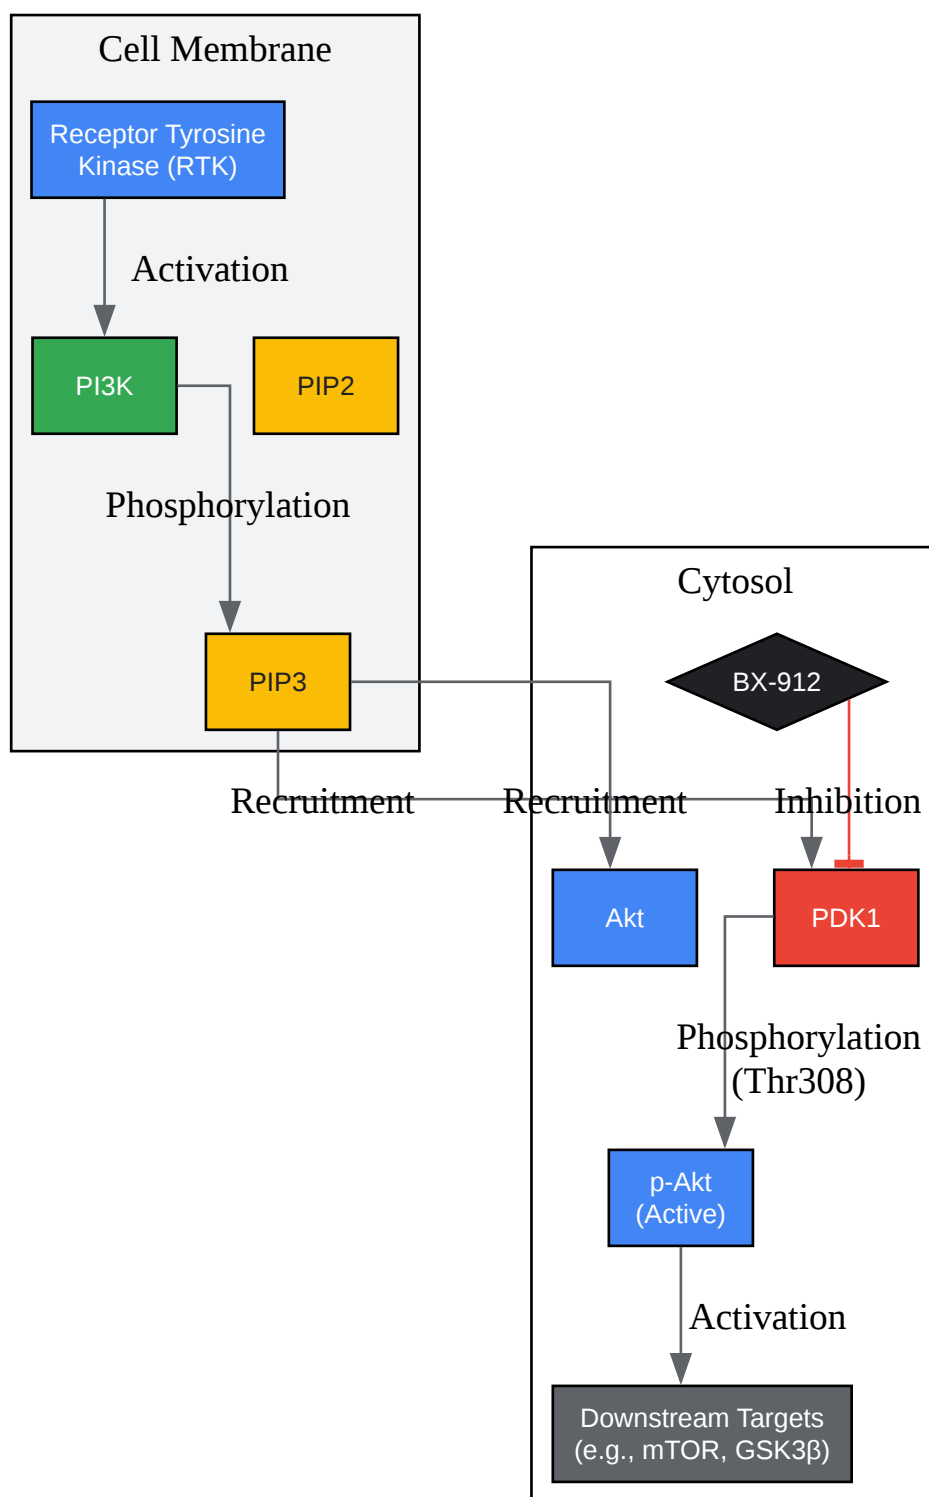 Cell Membrane
Receptor Tyrosine
Kinase (RTK)
Activation
PI3K
PIP2
Phosphorylation
Cytosol
PIP3
BX-912
Recruitment
Recruitment
Inhibition
Akt
PDK1
Phosphorylation
(Thr308)
p-Akt
(Active)
Activation
Downstream Targets
(e.g., mTOR, GSK3β)